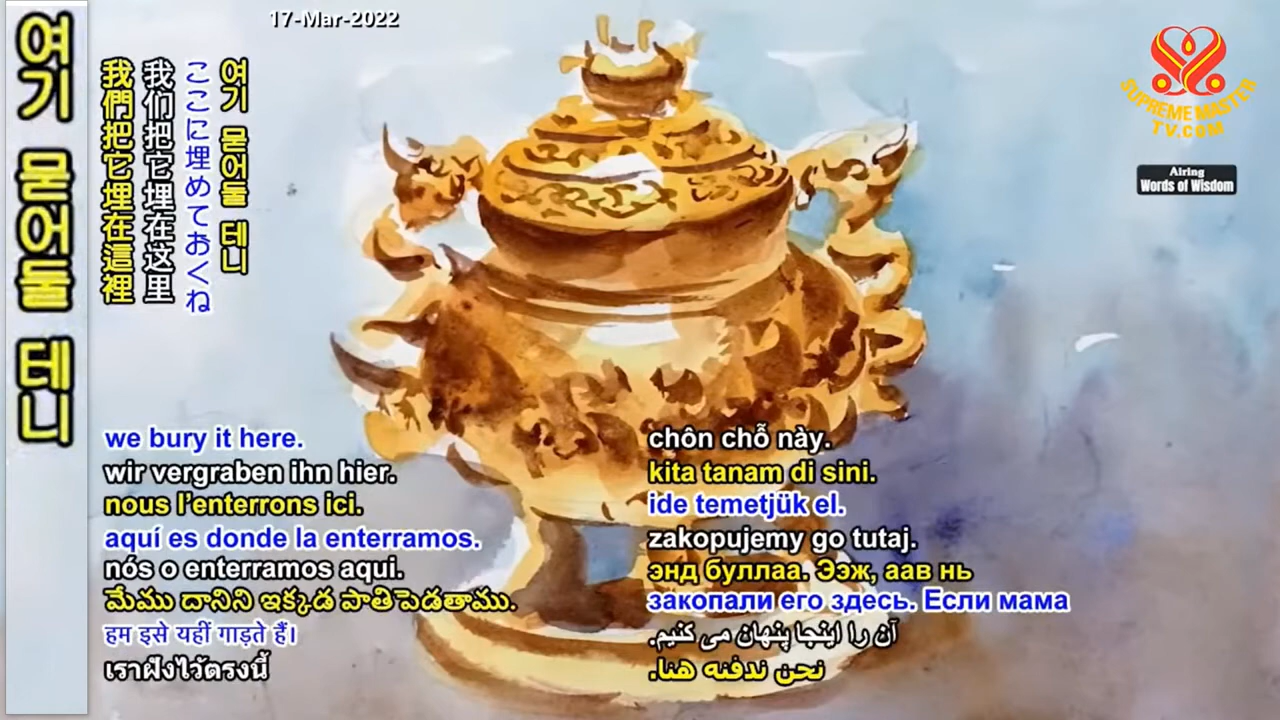 17-Mar-2022
SUPREME MASTER
TV.COM
Airing
Words of Wisdom
여기 묻어둘 테니
我們把它埋在這裡
我们把它埋在这里
ここに埋めておくね
여기 묻어둘 테니
we bury it here.
wir vergraben ihn hier.
nous l’enterrons ici.
aquí es donde la enterramos.
nós o enterramos aqui.
మేము దానిని ఇక్కడ పాతిపెడతాము.
हम इसे यहीं गाड़ते हैं।
เราฝังไว้ตรงนี้
chôn chỗ này.
kita tanam di sini.
ide temetjük el.
zakopujemy go tutaj.
энд буллаа. Ээж, аав нь
закопали его здесь. Если мама
آن را اینجا پنهان می کنیم.
نحن ندفنه هنا.